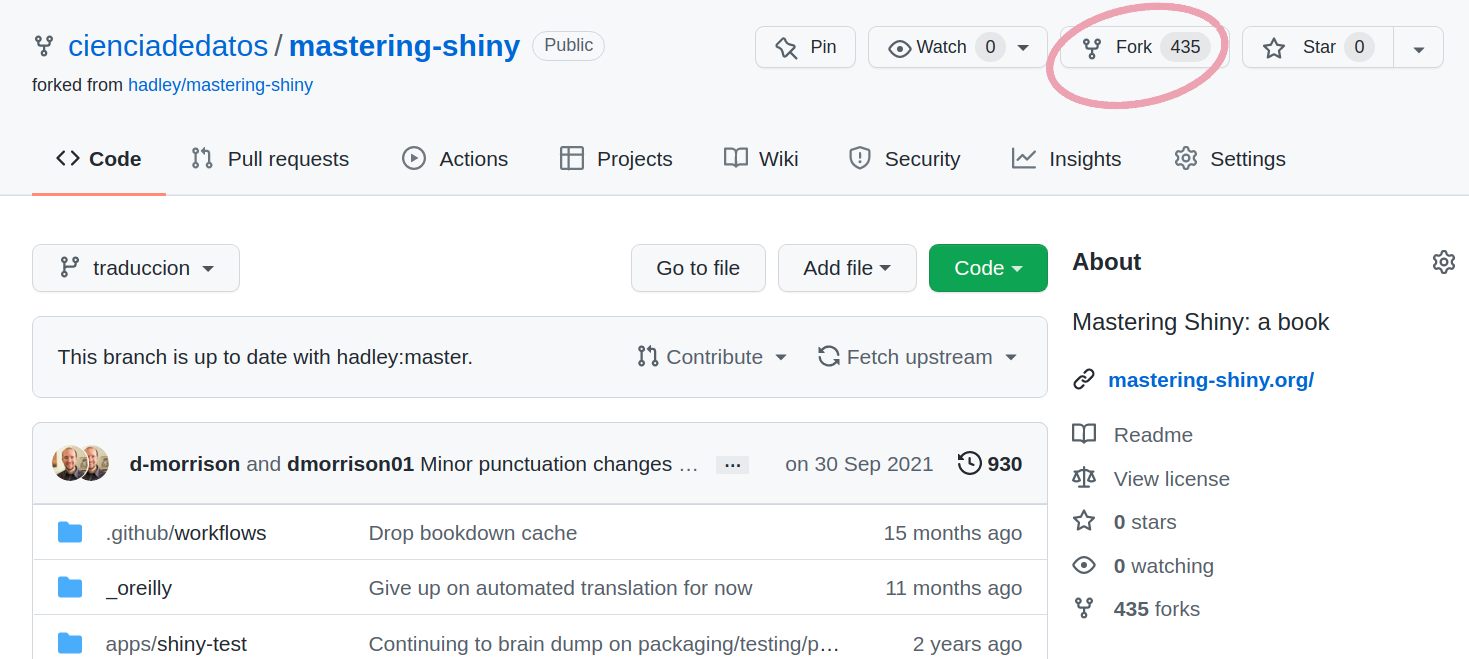 cienciadedatos / mastering-shiny Public Pin Watch 0 Fork 435 Star 0
forked from hadley/mastering-shiny
Code Pull requests Actions Projects Wiki Security Insights Settings
traduccion Go to file Add file Code
This branch is up to date with hadley:master. Contribute Fetch upstream
d-morrison and dmorrison01 Minor punctuation changes … ... on 30 Sep 2021 930
.github/workflows Drop bookdown cache 15 months ago
_oreilly Give up on automated translation for now 11 months ago
apps/shiny-test Continuing to brain dump on packaging/testing/p… 2 years ago
About
Mastering Shiny: a book
mastering-shiny.org/
Readme
View license
0 stars
0 watching
435 forks